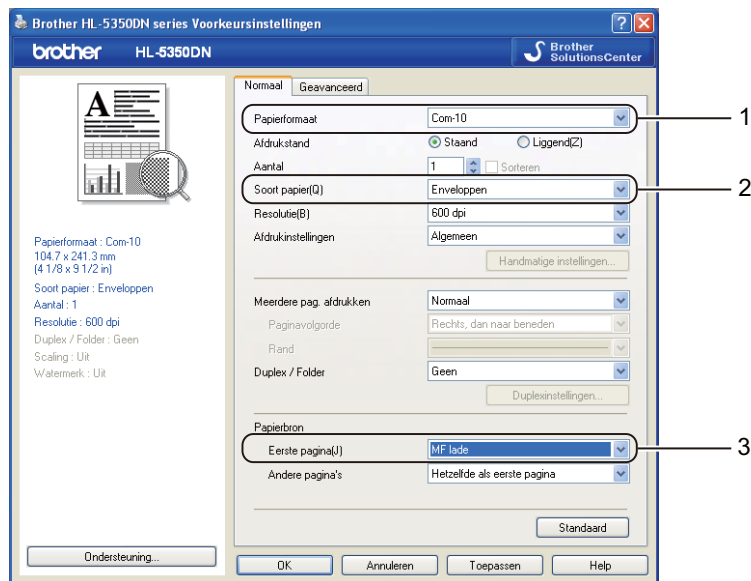 Brother HL-5350DN series Voorkeursinstellingen
brother HL-5350DN
Brother
SolutionsCenter
Normaal Geavanceerd
A
Papierformaat Com-10 1
Afdrukstand Staand Liggend(Z)
Aantal 1 Sorteren
Soort papier(Q) Enveloppen 2
Resolutie(B) 600 dpi
Afdrukinstellingen Algemeen
Handmatige instellingen...
Papierformaat : Com-10
104.7 x 241.3 mm
(4 1/8 x 9 1/2 in)
Soort papier : Enveloppen
Aantal : 1
Resolutie : 600 dpi
Duplex / Folder : Geen
Scaling : Uit
Watermerk : Uit
Meerdere pag. afdrukken Normaal
Paginavolgorde Rechts, dan naar beneden
Rand
Duplex / Folder Geen
Duplexinstellingen...
Papierbron
Eerste pagina(J) MF lade 3
Andere pagina's Hetzelfde als eerste pagina
Standaard
Ondersteuning...
OK Annuleren Toepassen Help